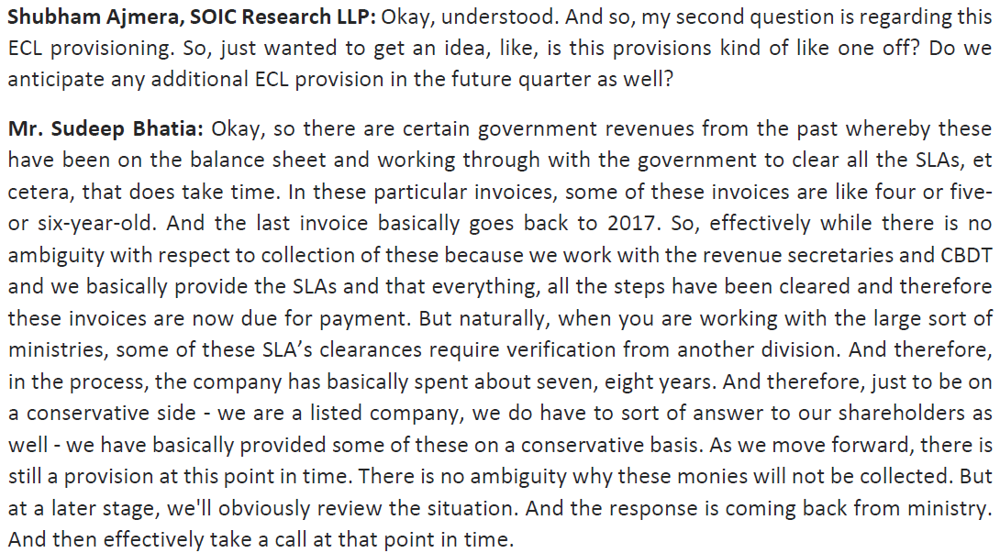 Shubham Ajmera, SOIC Research LLP: Okay, understood. And so, my second question is regarding this
ECL provisioning. So, just wanted to get an idea, like, is this provisions kind of like one off? Do we
anticipate any additional ECL provision in the future quarter as well?
Mr. Sudeep Bhatia: Okay, so there are certain government revenues from the past whereby these
have been on the balance sheet and working through with the government to clear all the SLAs, et
cetera, that does take time. In these particular invoices, some of these invoices are like four or five-
or six-year-old. And the last invoice basically goes back to 2017. So, effectively while there is no
ambiguity with respect to collection of these because we work with the revenue secretaries and CBDT
and we basically provide the SLAs and that everything, all the steps have been cleared and therefore
these invoices are now due for payment. But naturally, when you are working with the large sort of
ministries, some of these SLA’s clearances require verification from another division. And therefore,
in the process, the company has basically spent about seven, eight years. And therefore, just to be on
a conservative side - we are a listed company, we do have to sort of answer to our shareholders as
well - we have basically provided some of these on a conservative basis. As we move forward, there is
still a provision at this point in time. There is no ambiguity why these monies will not be collected. But
at a later stage, we'll obviously review the situation. And the response is coming back from ministry.
And then effectively take a call at that point in time.